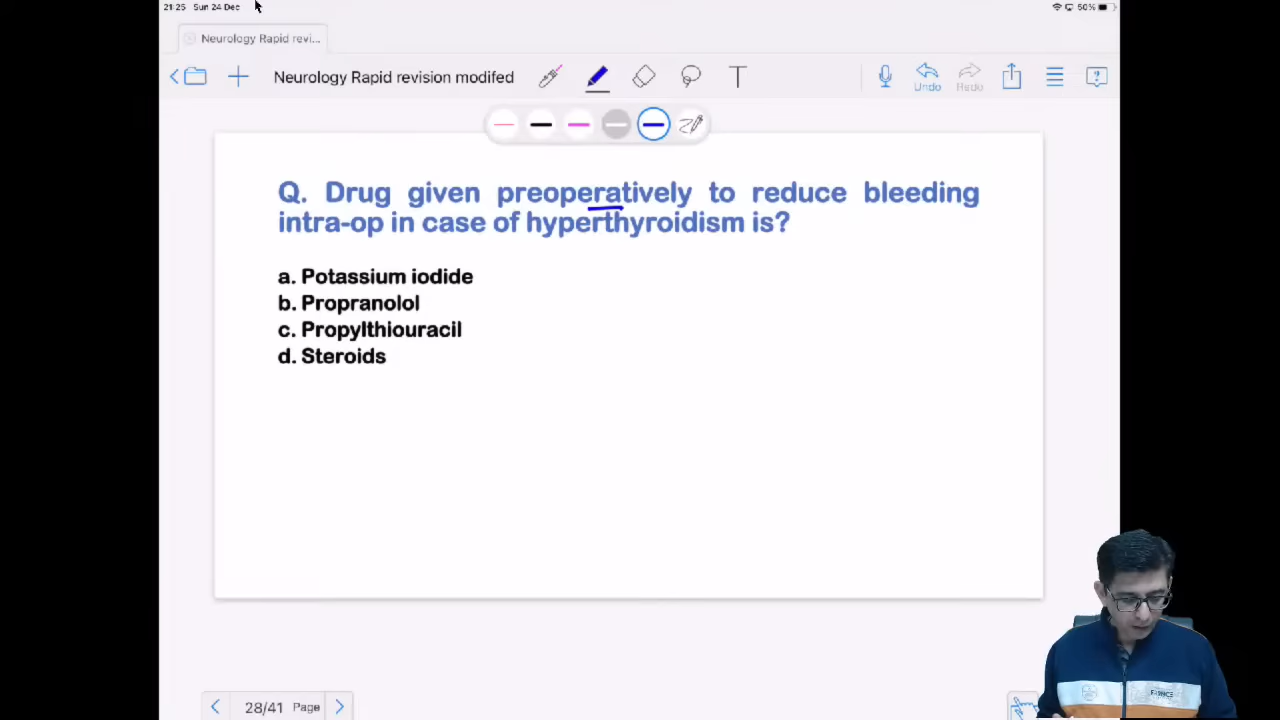 21:25 Sun 24 Dec
50%
Neurology Rapid revi...
Neurology Rapid revision modifed
T
Undo
Redo
Q. Drug given preoperatively to reduce bleeding
intra-op in case of hyperthyroidism is?
a. Potassium iodide
b. Propranolol
c. Propylthiouracil
d. Steroids
28/41 Page